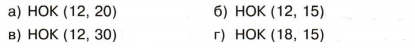 а) НОК (12, 20) б) НОК (12, 15)
в) НОК (12, 30) г) НОК (18, 15)